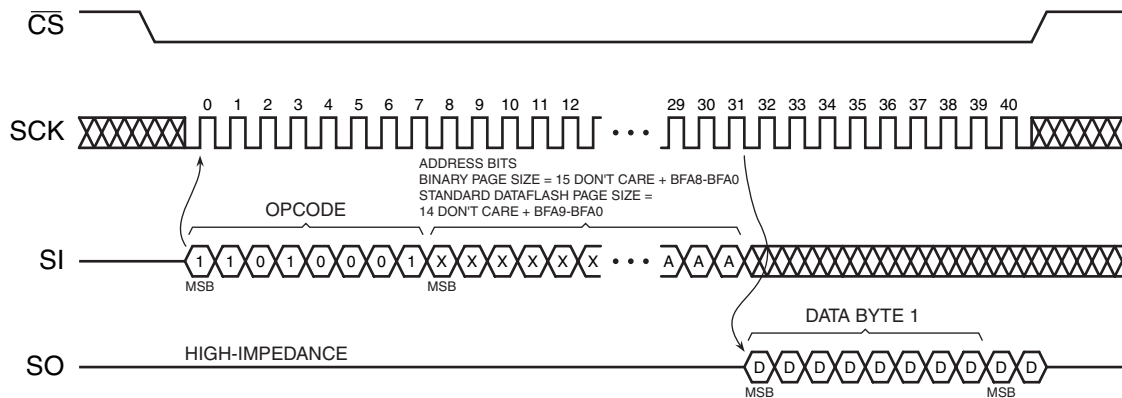 CS
SCK
0 1 2 3 4 5 6 7 8 9 10 11 12 29 30 31 32 33 34 35 36 37 38 39 40
ADDRESS BITS
BINARY PAGE SIZE = 15 DON'T CARE + BFA8-BFA0
STANDARD DATAFLASH PAGE SIZE =
14 DON'T CARE + BFA9-BFA0
OPCODE
SI
1 1 0 1 0 0 0 1 X X X X X X • • • A A A
MSB MSB
DATA BYTE 1
HIGH-IMPEDANCE
SO
D D D D D D D D D D
MSB MSB